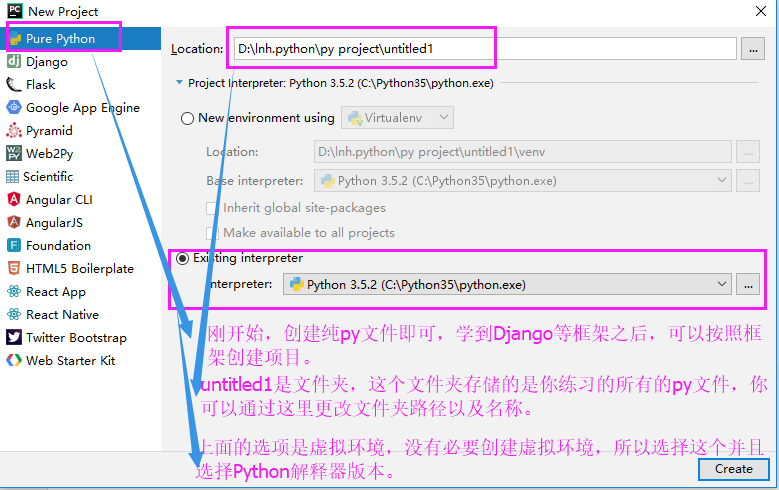 New Project
Pure Python
Django
Flask
Google App Engine
Pyramid
Web2Py
Scientific
Angular CLI
AngularJS
Foundation
HTML5 Boilerplate
React App
React Native
Twitter Bootstrap
Web Starter Kit
Location: D:\lnh.python\py project\untitled1 ...
Project Interpreter: Python 3.5.2 (C:\Python35\python.exe)
New environment using Virtualenv
Location: D:\lnh.python\py project\untitled1\venv ...
Base interpreter: Python 3.5.2 (C:\Python35\python.exe) ...
Inherit global site-packages
Make available to all projects
Existing interpreter
Interpreter: Python 3.5.2 (C:\Python35\python.exe) ...
刚开始，创建纯py文件即可，学到Django等框架之后，可以按照框
架创建项目。
untitled1是文件夹，这个文件夹存储的是你练习的所有的py文件，你
可以通过这里更改文件夹路径以及名称。
上面的选项是虚拟环境，没有必要创建虚拟环境，所以选择这个并且
选择Python解释器版本。
Create